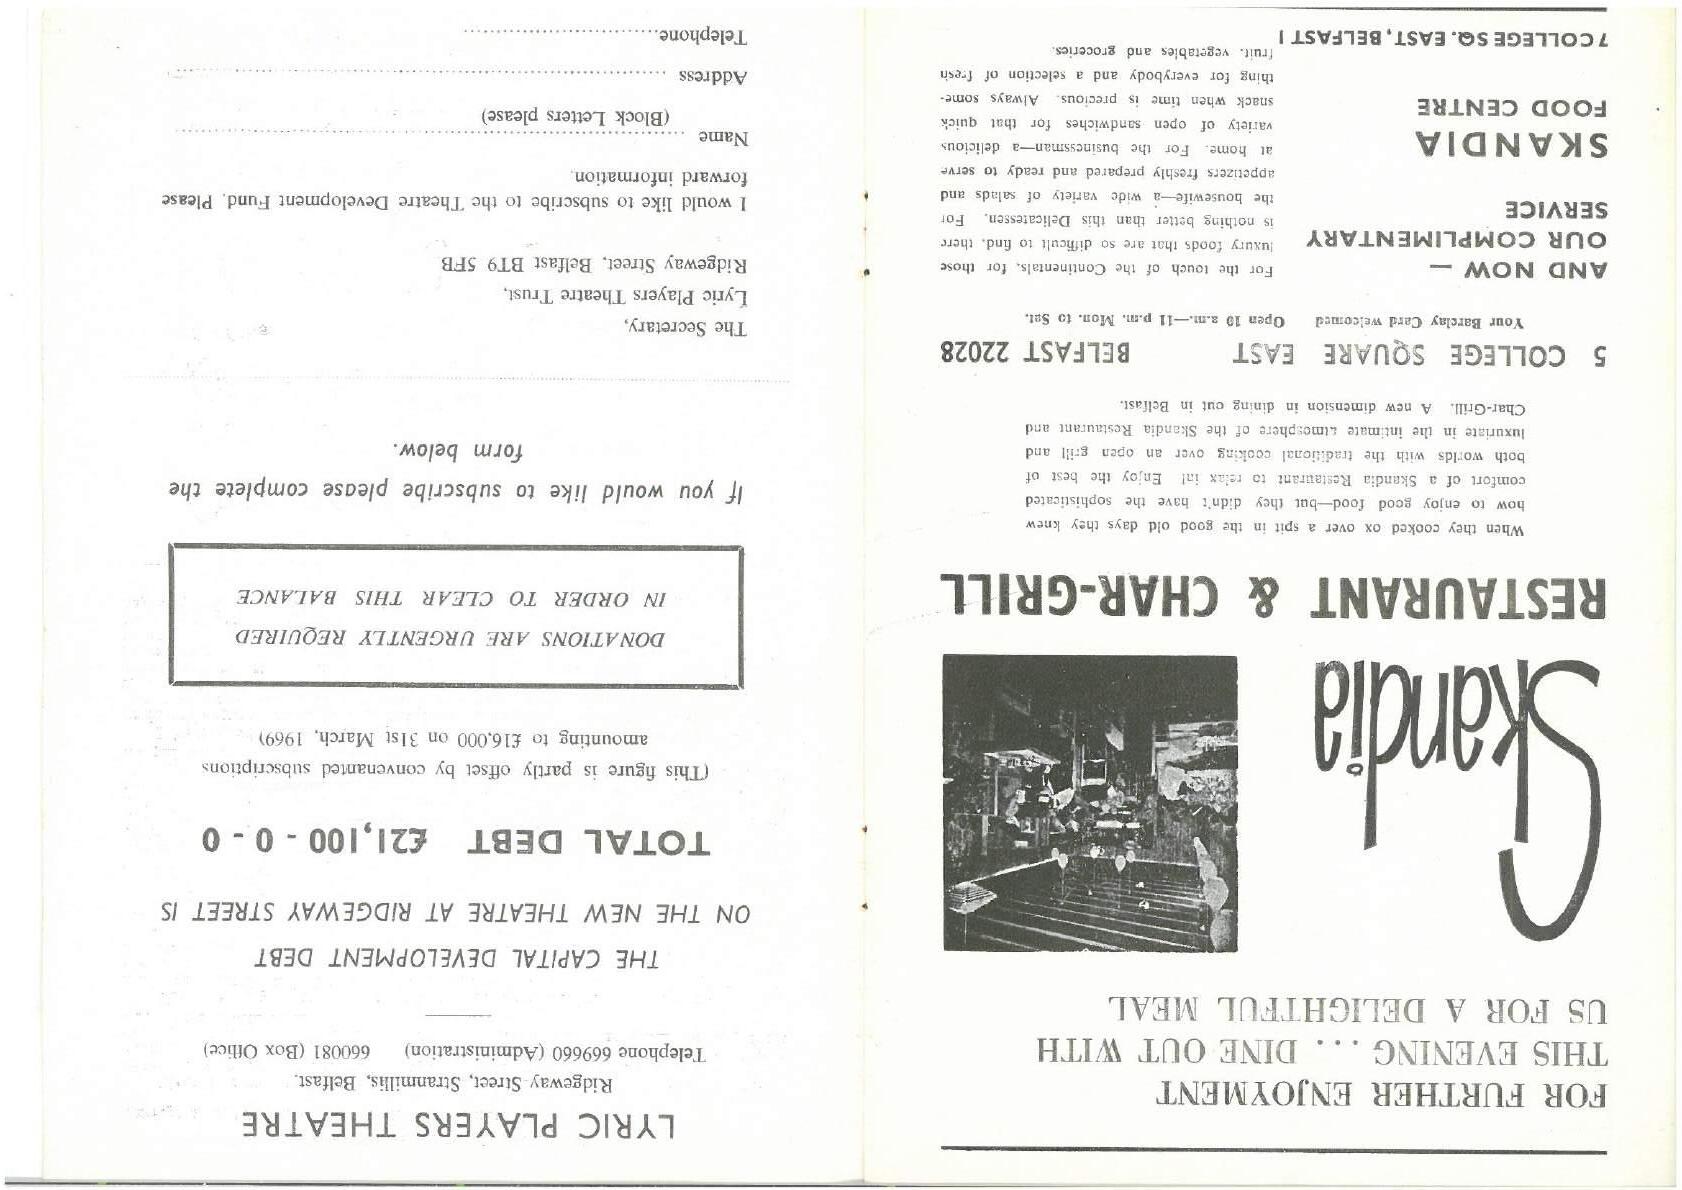 FOR FURTHER ENJOYMENT
THIS EVENING ... DINE OUT WITH
US FOR A DELIGHTFUL MEAL
Skandia
RESTAURANT & CHAR-GRILL
When they cooked ox over a spit in the good old days they knew
how to enjoy good food—but they didn't have the sophisticated
comfort of a Skandia Restaurant to relax in! Enjoy the best of
both worlds with the traditional cooking over an open grill and
luxuriate in the intimate atmosphere of the Skandia Restaurant and
Char-Grill. A new dimension in dining out in Belfast.
5 COLLEGE SQUARE EAST BELFAST 22028
Your Barclay Card welcomed Open 10 a.m.—11 p.m. Mon. to Sat.
AND NOW —
OUR COMPLIMENTARY
SERVICE
SKANDIA
FOOD CENTRE
7 COLLEGE SQ. EAST, BELFAST 1
For the touch of the Continentals, for those
luxury foods that are so difficult to find, there
is nothing better than this Delicatessen. For
the housewife—a wide variety of salads and
appetizers freshly prepared and ready to serve
at home. For the businessman—a delicious
variety of open sandwiches for that quick
snack when time is precious. Always some-
thing for everybody and a selection of fresh
fruit, vegetables and groceries.
LYRIC PLAYERS THEATRE
Ridgeway Street, Stranmillis, Belfast.
Telephone 669660 (Administration) 660081 (Box Office)
THE CAPITAL DEVELOPMENT DEBT
ON THE NEW THEATRE AT RIDGEWAY STREET IS
TOTAL DEBT £21,100 - 0 - 0
(This figure is partly offset by convenanted subscriptions
amounting to £16,000 on 31st March, 1969)
DONATIONS ARE URGENTLY REQUIRED
IN ORDER TO CLEAR THIS BALANCE
If you would like to subscribe please complete the
form below.
The Secretary,
Lyric Players Theatre Trust,
Ridgeway Street, Belfast BT9 5FB
I would like to subscribe to the Theatre Development Fund. Please
forward information.
Name
(Block Letters please)
Address
Telephone